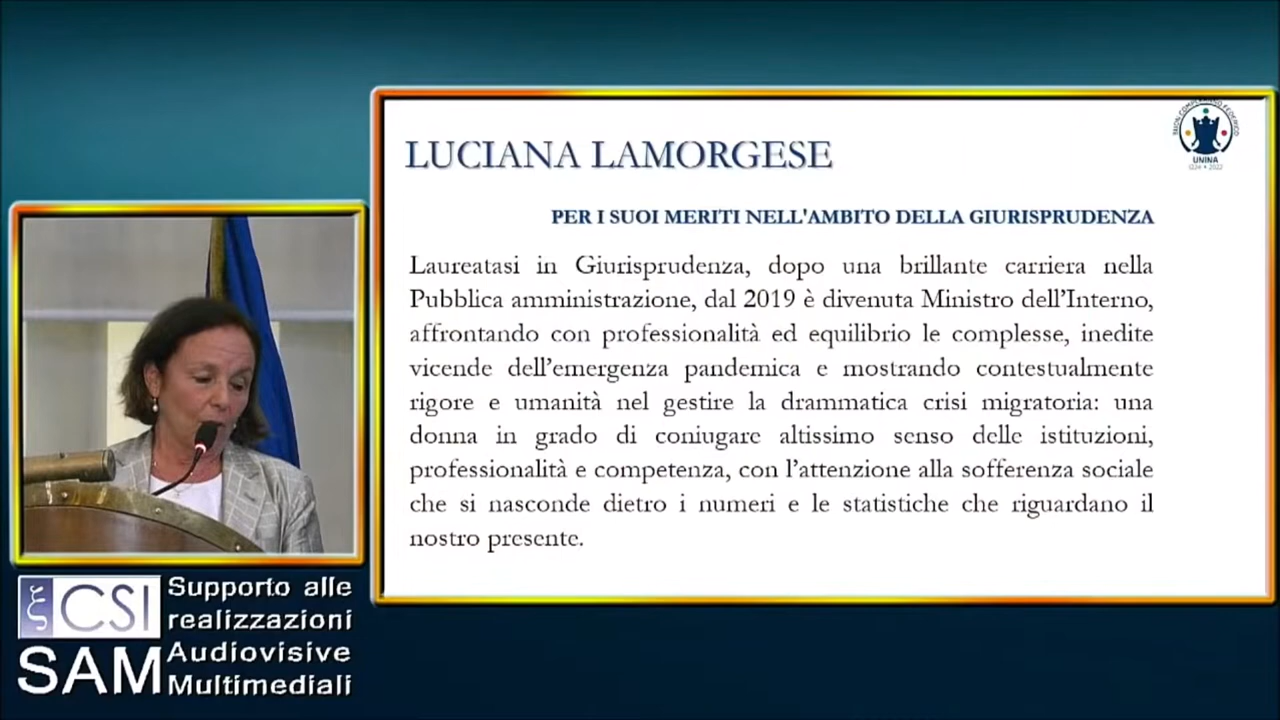 LUCIANA LAMORGESE
PER I SUOI MERITI NELL'AMBITO DELLA GIURISPRUDENZA
Laureatasi in Giurisprudenza, dopo una brillante carriera nella
Pubblica amministrazione, dal 2019 è divenuta Ministro dell'Interno,
affrontando con professionalità ed equilibrio le complesse, inedite
vicende dell'emergenza pandemica e mostrando contestualmente
rigore e umanità nel gestire la drammatica crisi migratoria: una
donna in grado di coniugare altissimo senso delle istituzioni,
professionalità e competenza, con l'attenzione alla sofferenza sociale
che si nasconde dietro i numeri e le statistiche che riguardano il
nostro presente.
UNINA
CSI
SAM
Supporto alle
realizzazioni
Audiovisive
Multimediali